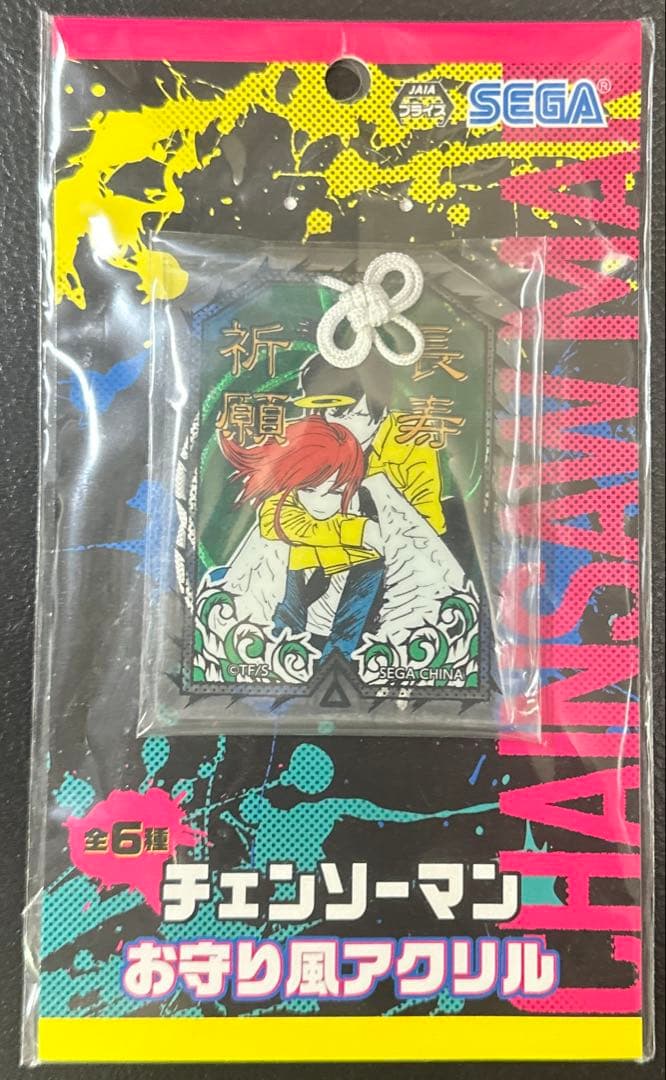 JAIA
プライズ
SEGA®
CHAINSAW MAN
長寿
祈願
©TF/S
SEGA CHINA
全6種
チェンソーマン
お守り風アクリル